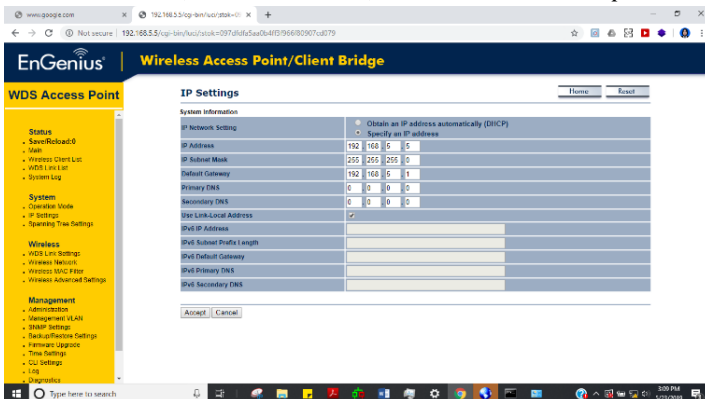 www.google.com
192.168.5.5/cgi-bin/luci/;stok=
Not secure | 192.168.5.5/cgi-bin/luci/;stok=097dfdfa5aa0b4ff5f966f80907cd079
EnGenius®
Wireless Access Point/Client Bridge
WDS Access Point
Status
Save/Reload:0
Main
Wireless Client List
WDS Link List
System Log
System
Operation Mode
IP Settings
Spanning Tree Settings
Wireless
WDS Link Settings
Wireless Network
Wireless MAC Filter
Wireless Advanced Settings
Management
Administration
Management VLAN
SNMP Settings
Backup/Restore Settings
Firmware Upgrade
Time Settings
CLI Settings
Log
Diagnostics
IP Settings
Home Reset
System Information
IP Network Setting
Obtain an IP address automatically (DHCP)
Specify an IP address
IP Address 192 . 168 . 5 . 5
IP Subnet Mask 255 . 255 . 255 . 0
Default Gateway 192 . 168 . 5 . 1
Primary DNS 0 . 0 . 0 . 0
Secondary DNS 0 . 0 . 0 . 0
Use Link-Local Address
IPv6 IP Address
IPv6 Subnet Prefix Length
IPv6 Default Gateway
IPv6 Primary DNS
IPv6 Secondary DNS
Accept Cancel
Type here to search
3:09 PM